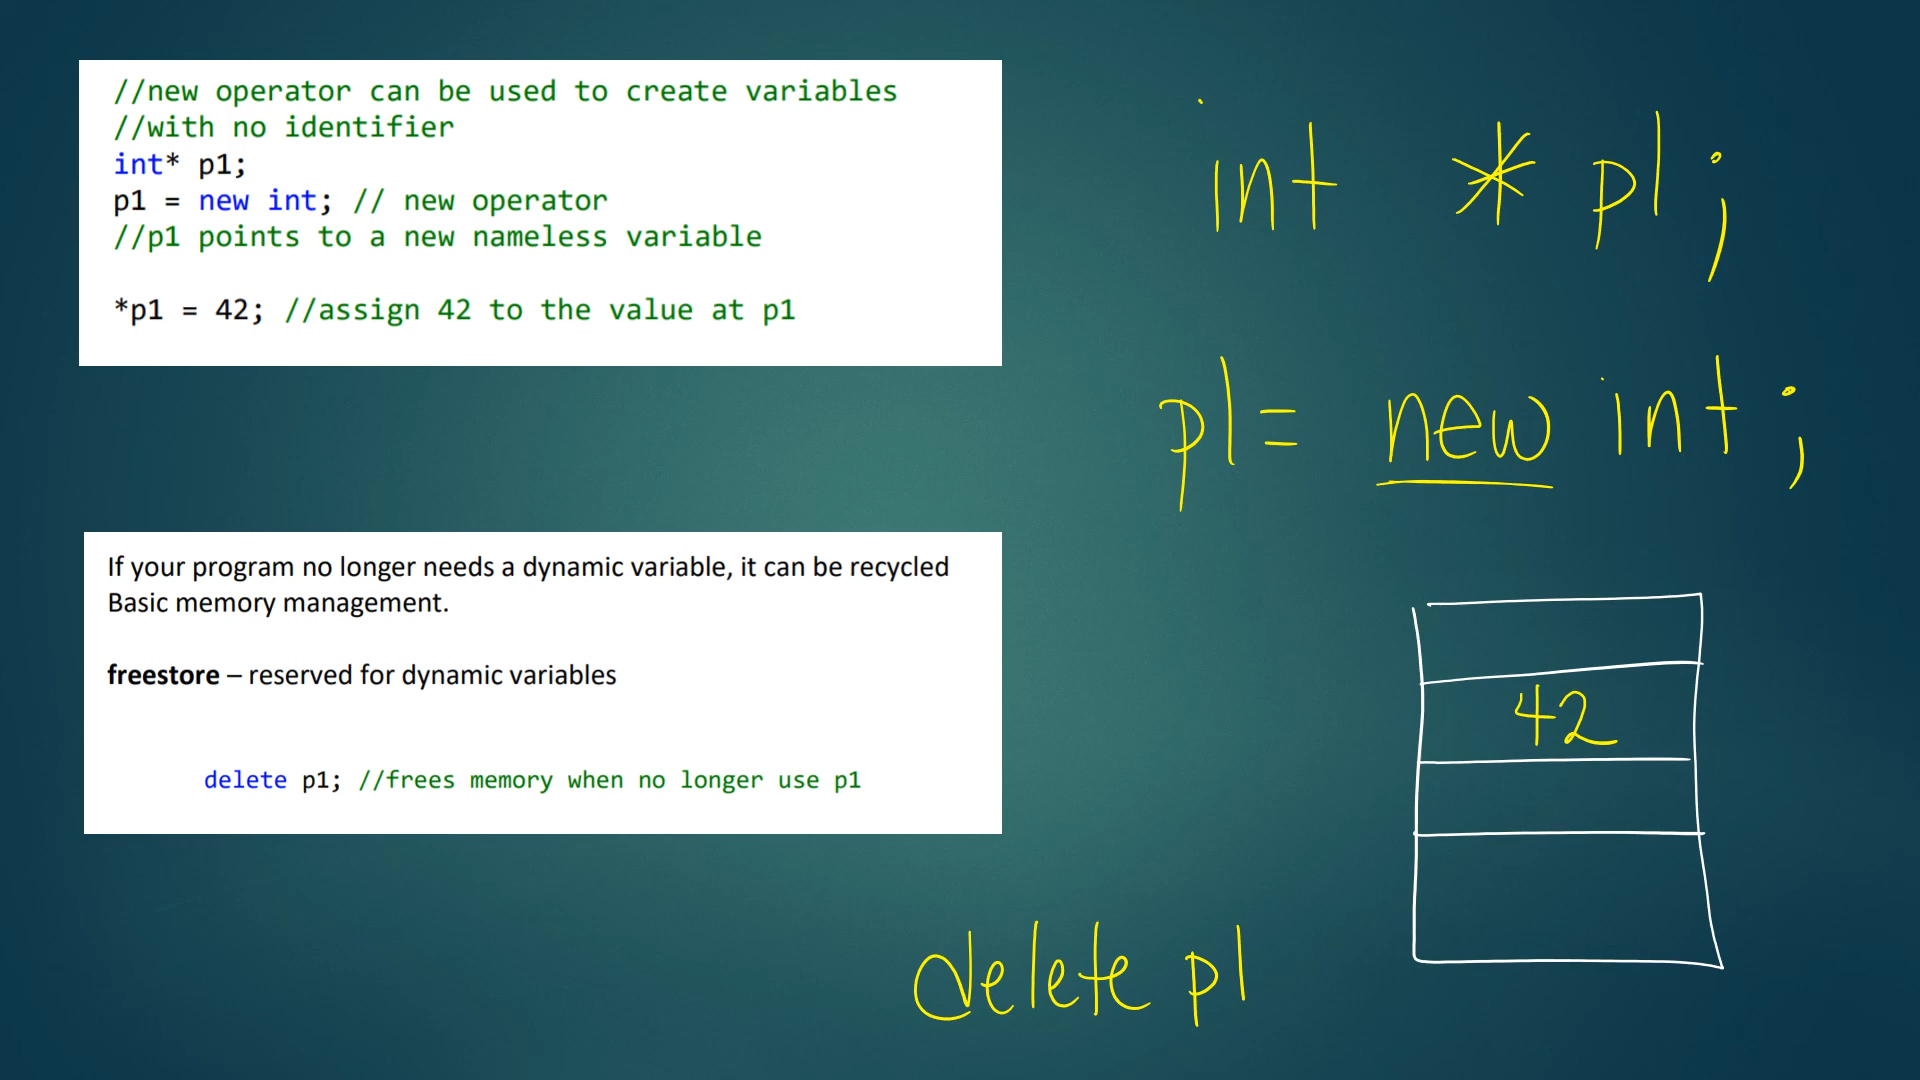 //new operator can be used to create variables
//with no identifier
int* p1;
p1 = new int; // new operator
//p1 points to a new nameless variable
*p1 = 42; //assign 42 to the value at p1
If your program no longer needs a dynamic variable, it can be recycled
Basic memory management.
freestore – reserved for dynamic variables
delete p1; //frees memory when no longer use p1
int * p1;
p1= new int;
42
delete p1